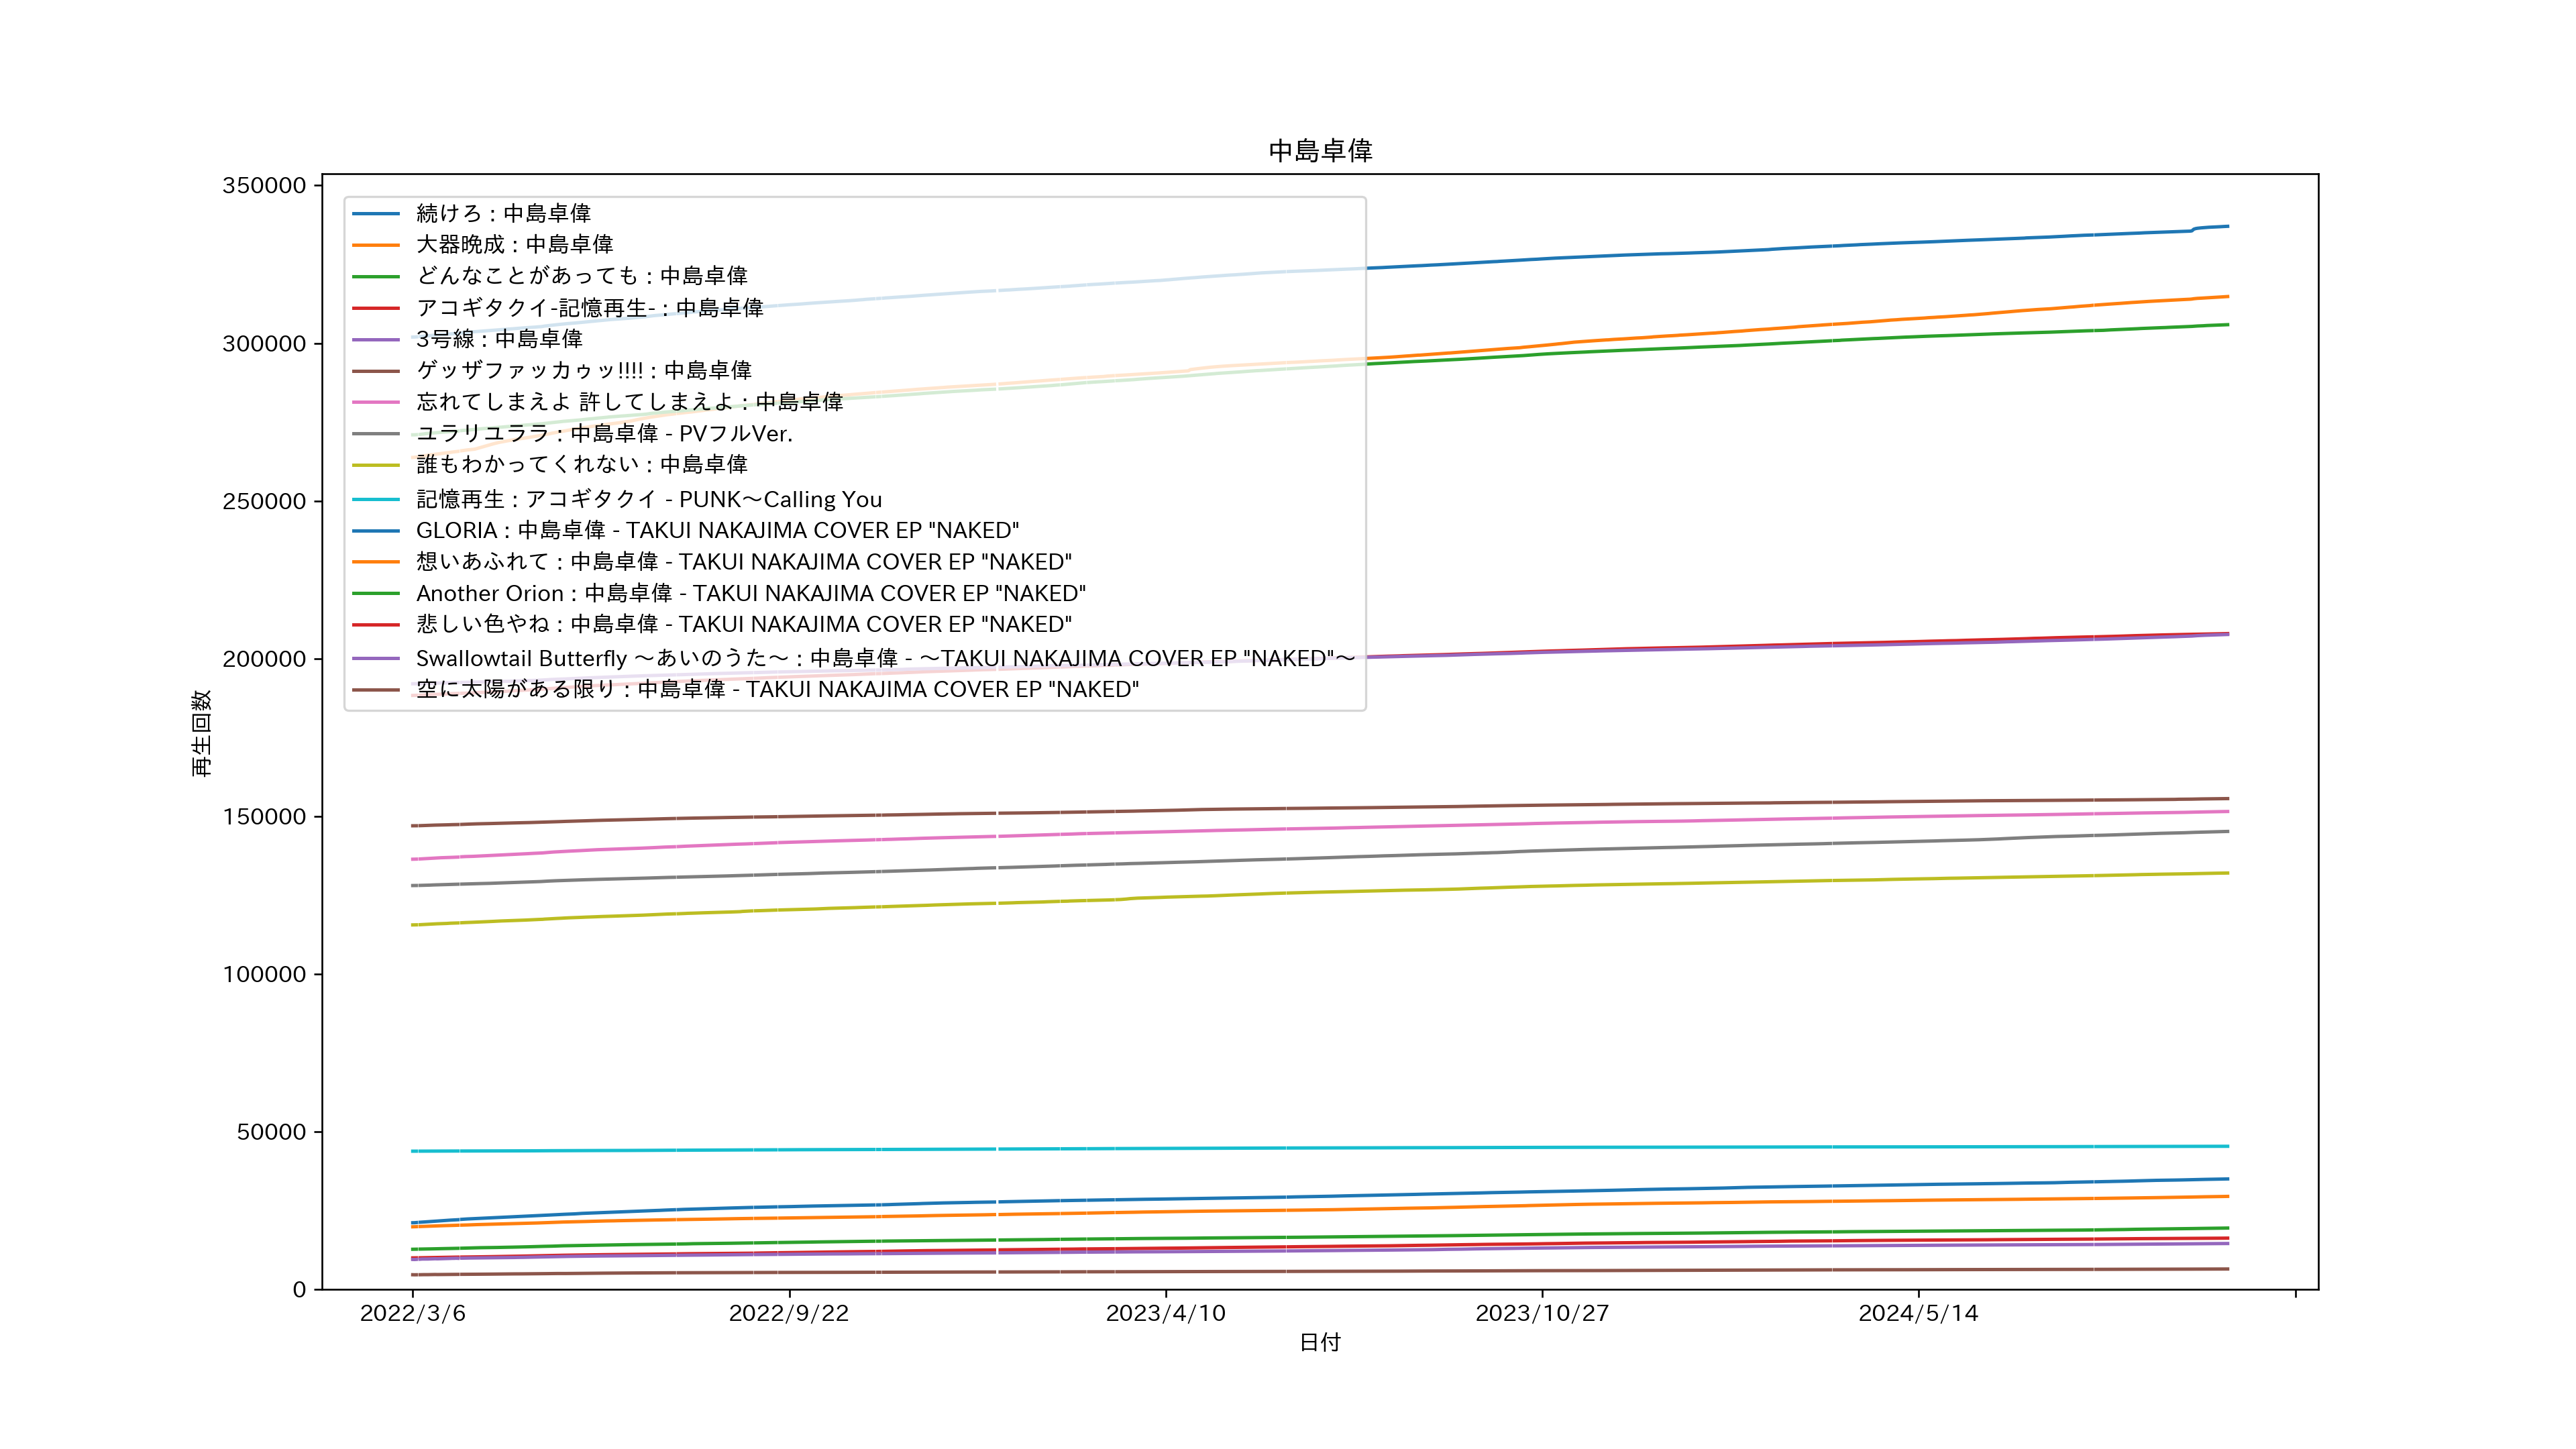 中島卓偉
350000
300000
250000
200000
150000
100000
50000
0
再生回数
続けろ : 中島卓偉
大器晩成 : 中島卓偉
どんなことがあっても : 中島卓偉
アコギタクイ-記憶再生- : 中島卓偉
3号線 : 中島卓偉
ゲッザファッカゥッ!!!! : 中島卓偉
忘れてしまえよ 許してしまえよ : 中島卓偉
ユラリユララ : 中島卓偉 - PVフルVer.
誰もわかってくれない : 中島卓偉
記憶再生 : アコギタクイ - PUNK〜Calling You
GLORIA : 中島卓偉 - TAKUI NAKAJIMA COVER EP "NAKED"
想いあふれて : 中島卓偉 - TAKUI NAKAJIMA COVER EP "NAKED"
Another Orion : 中島卓偉 - TAKUI NAKAJIMA COVER EP "NAKED"
悲しい色やね : 中島卓偉 - TAKUI NAKAJIMA COVER EP "NAKED"
Swallowtail Butterfly 〜あいのうた〜 : 中島卓偉 - 〜TAKUI NAKAJIMA COVER EP "NAKED"〜
空に太陽がある限り : 中島卓偉 - TAKUI NAKAJIMA COVER EP "NAKED"
2022/3/6
2022/9/22
2023/4/10
2023/10/27
2024/5/14
日付